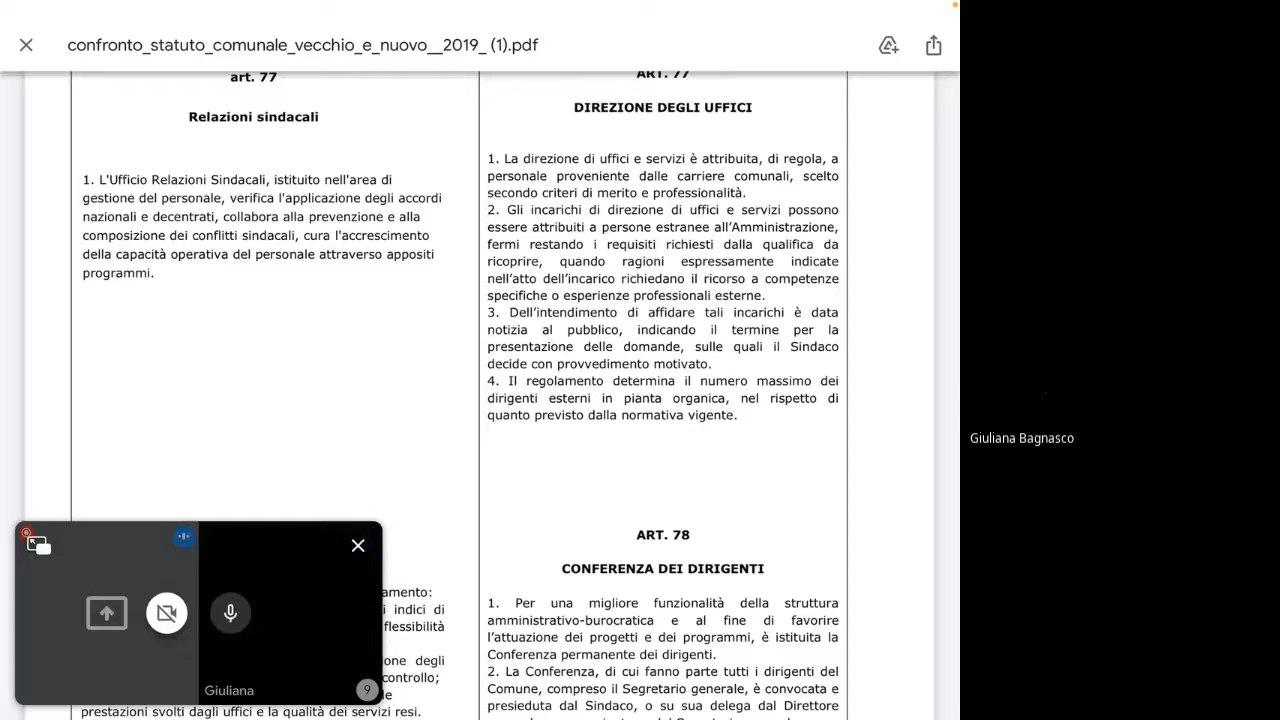 confronto_statuto_comunale_vecchio_e_nuovo__2019_ (1).pdf
art. 77
Relazioni sindacali
1. L'Ufficio Relazioni Sindacali, istituito nell'area di
gestione del personale, verifica l'applicazione degli accordi
nazionali e decentrati, collabora alla prevenzione e alla
composizione dei conflitti sindacali, cura l'accrescimento
della capacità operativa del personale attraverso appositi
programmi.
amento:
i indici di
flessibilità
one degli
controllo;
prestazioni svolti dagli uffici e la qualità dei servizi resi.
ART. 77
DIREZIONE DEGLI UFFICI
1. La direzione di uffici e servizi è attribuita, di regola, a
personale proveniente dalle carriere comunali, scelto
secondo criteri di merito e professionalità.
2. Gli incarichi di direzione di uffici e servizi possono
essere attribuiti a persone estranee all’Amministrazione,
fermi restando i requisiti richiesti dalla qualifica da
ricoprire, quando ragioni espressamente indicate
nell’atto dell’incarico richiedano il ricorso a competenze
specifiche o esperienze professionali esterne.
3. Dell’intendimento di affidare tali incarichi è data
notizia al pubblico, indicando il termine per la
presentazione delle domande, sulle quali il Sindaco
decide con provvedimento motivato.
4. Il regolamento determina il numero massimo dei
dirigenti esterni in pianta organica, nel rispetto di
quanto previsto dalla normativa vigente.
ART. 78
CONFERENZA DEI DIRIGENTI
1. Per una migliore funzionalità della struttura
amministrativo-burocratica e al fine di favorire
l’attuazione dei progetti e dei programmi, è istituita la
Conferenza permanente dei dirigenti.
2. La Conferenza, di cui fanno parte tutti i dirigenti del
Comune, compreso il Segretario generale, è convocata e
presieduta dal Sindaco, o su sua delega dal Direttore
Giuliana
9
Giuliana Bagnasco